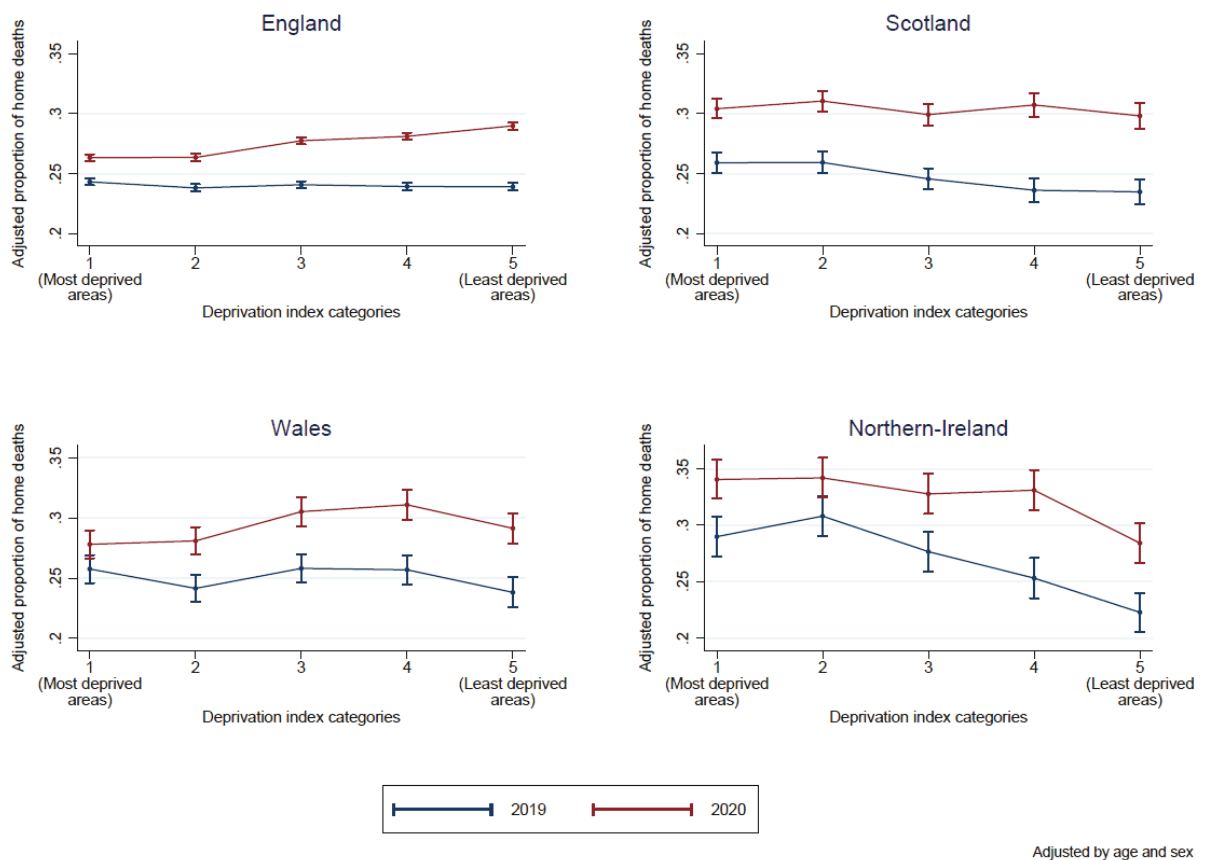 England
Adjusted proportion of home deaths
.35
.3
.25
.2
1
2
3
4
5
(Most deprived
areas)
(Least deprived
areas)
Deprivation index categories
Scotland
Adjusted proportion of home deaths
.35
.3
.25
.2
1
2
3
4
5
(Most deprived
areas)
(Least deprived
areas)
Deprivation index categories
Wales
Adjusted proportion of home deaths
.35
.3
.25
.2
1
2
3
4
5
(Most deprived
areas)
(Least deprived
areas)
Deprivation index categories
Northern-Ireland
Adjusted proportion of home deaths
.35
.3
.25
.2
1
2
3
4
5
(Most deprived
areas)
(Least deprived
areas)
Deprivation index categories
2019
2020
Adjusted by age and sex